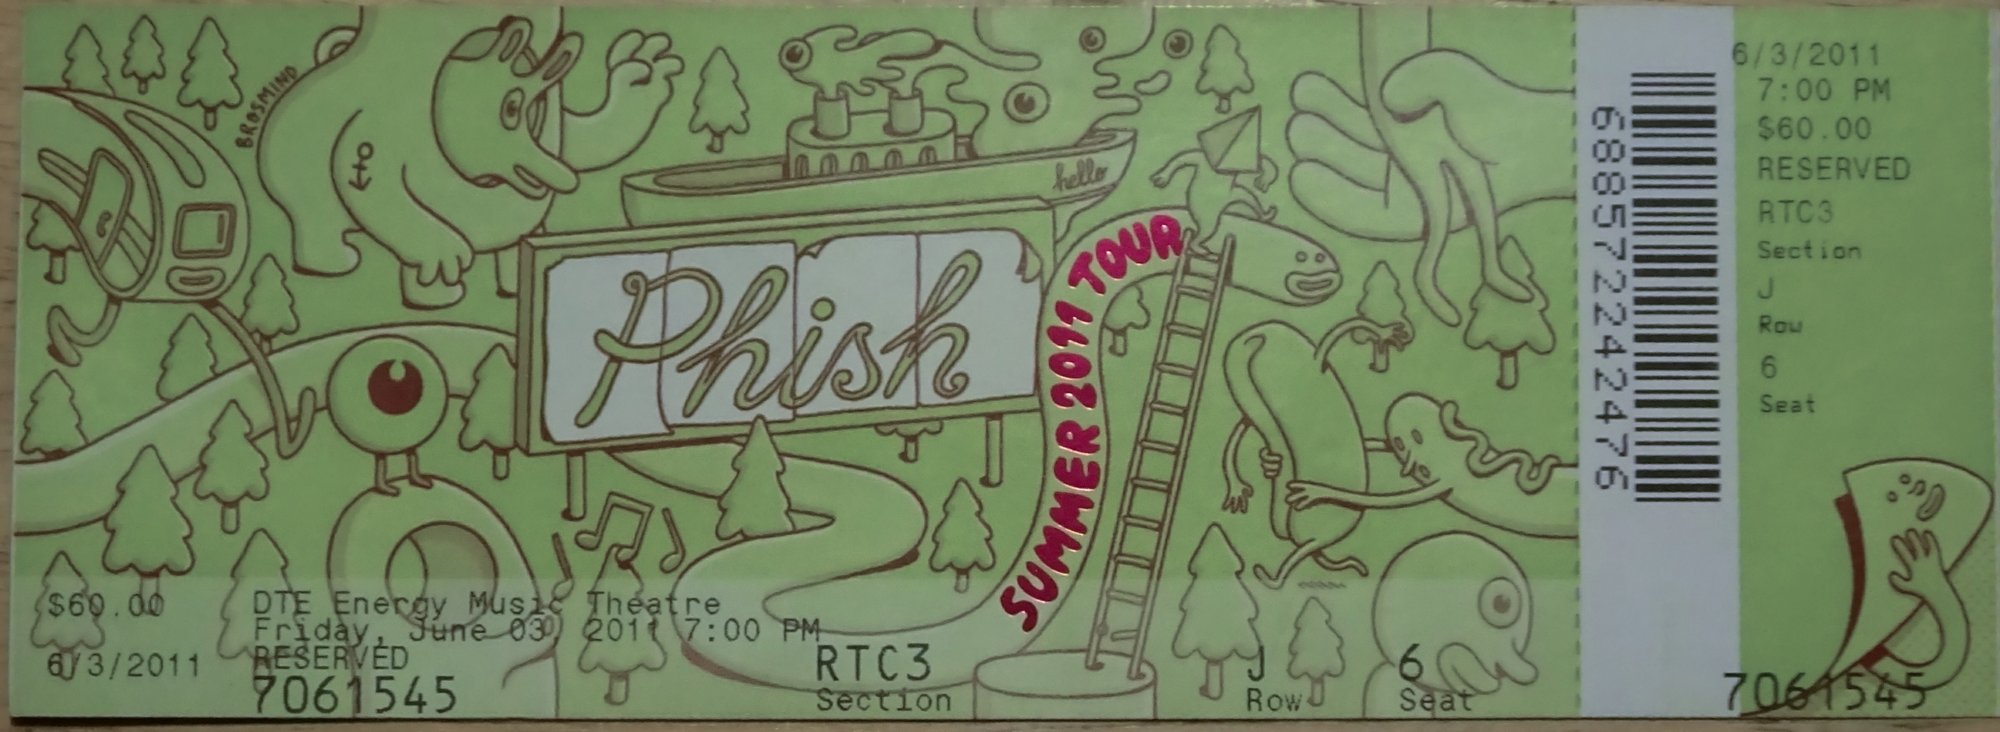 BROSMIND
hello
Phish
SUMMER 2011 TOUR
$60.00
6/3/2011
DTE Energy Music Theatre
Friday, June 03, 2011 7:00 PM
RESERVED
7061545
RTC3
Section
J
Row
6
Seat
688572242476
6/3/2011
7:00 PM
$60.00
RESERVED
RTC3
Section
J
Row
6
Seat
7061545